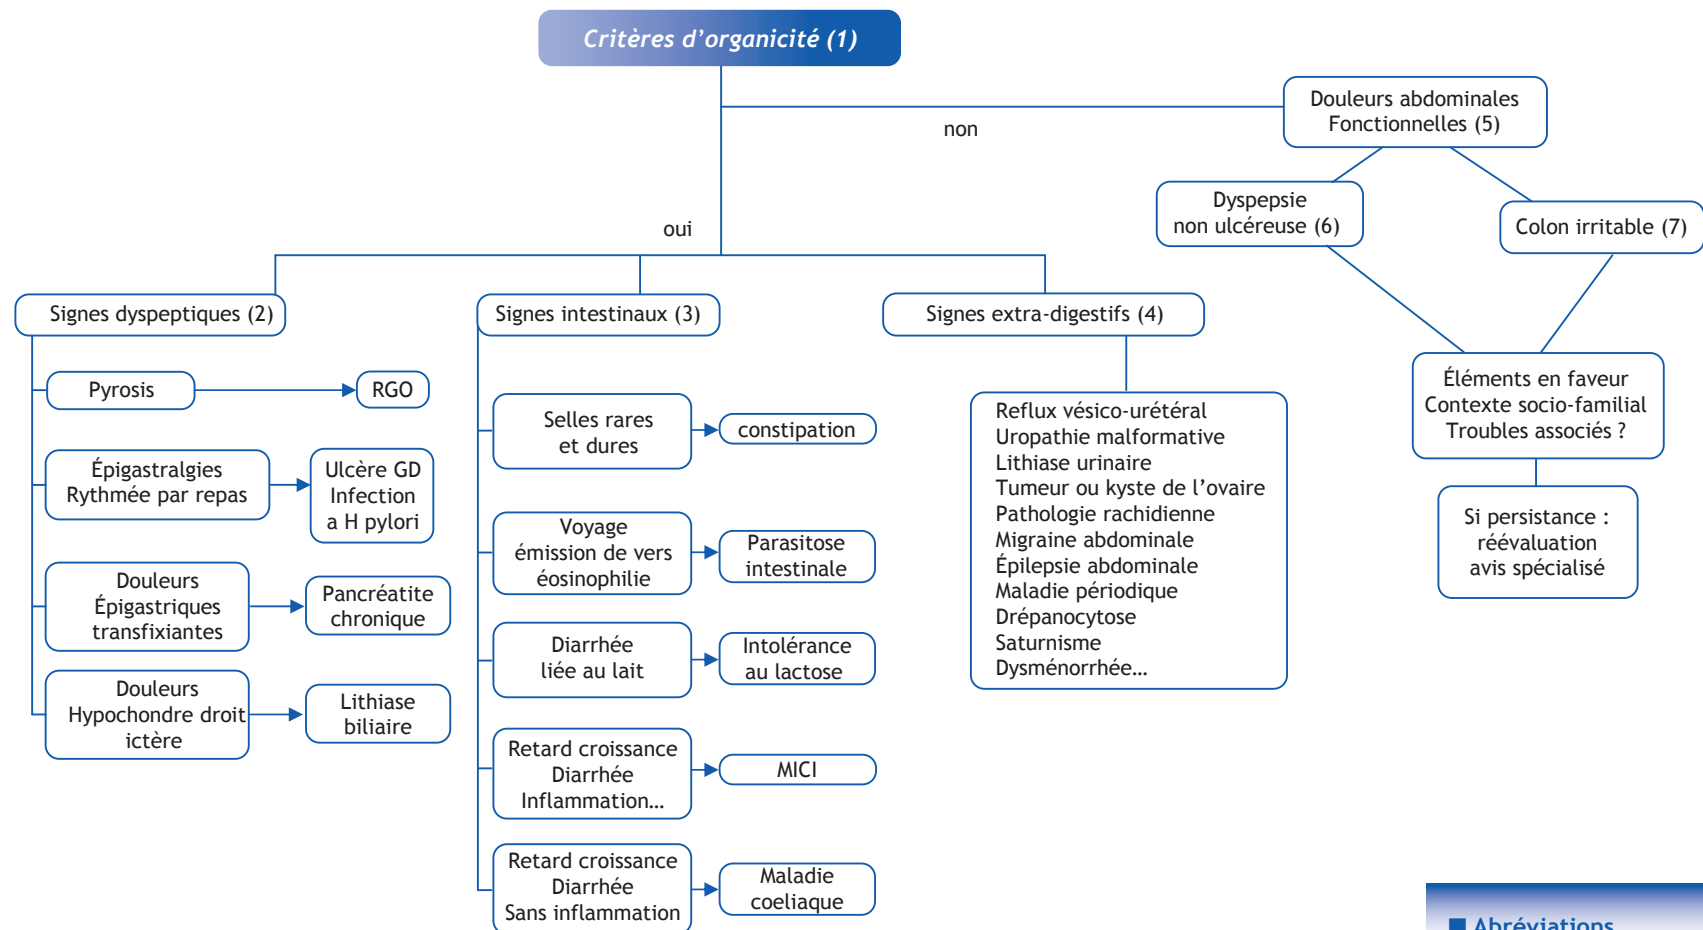 Critères d'organicité (1)
non
Douleurs abdominales
Fonctionnelles (5)
Dyspepsie
non ulcéreuse (6)
Colon irritable (7)
Éléments en faveur
Contexte socio-familial
Troubles associés ?
Si persistance :
réévaluation
avis spécialisé
oui
Signes dyspeptiques (2)
Pyrosis
RGO
Épigastralgies
Rythmée par repas
Ulcère GD
Infection
a H pylori
Douleurs
Épigastriques
transfixiantes
Pancréatite
chronique
Douleurs
Hypochondre droit
ictère
Lithiase
biliaire
Signes intestinaux (3)
Selles rares
et dures
constipation
Voyage
émission de vers
éosinophilie
Parasitose
intestinale
Diarrhée
liée au lait
Intolérance
au lactose
Retard croissance
Diarrhée
Inflammation…
MICI
Retard croissance
Diarrhée
Sans inflammation
Maladie
coeliaque
Signes extra-digestifs (4)
Reflux vésico-urétéral
Uropathie malformative
Lithiase urinaire
Tumeur ou kyste de l’ovaire
Pathologie rachidienne
Migraine abdominale
Épilepsie abdominale
Maladie périodique
Drépanocytose
Saturnisme
Dysménorrhée…
■ Abréviations